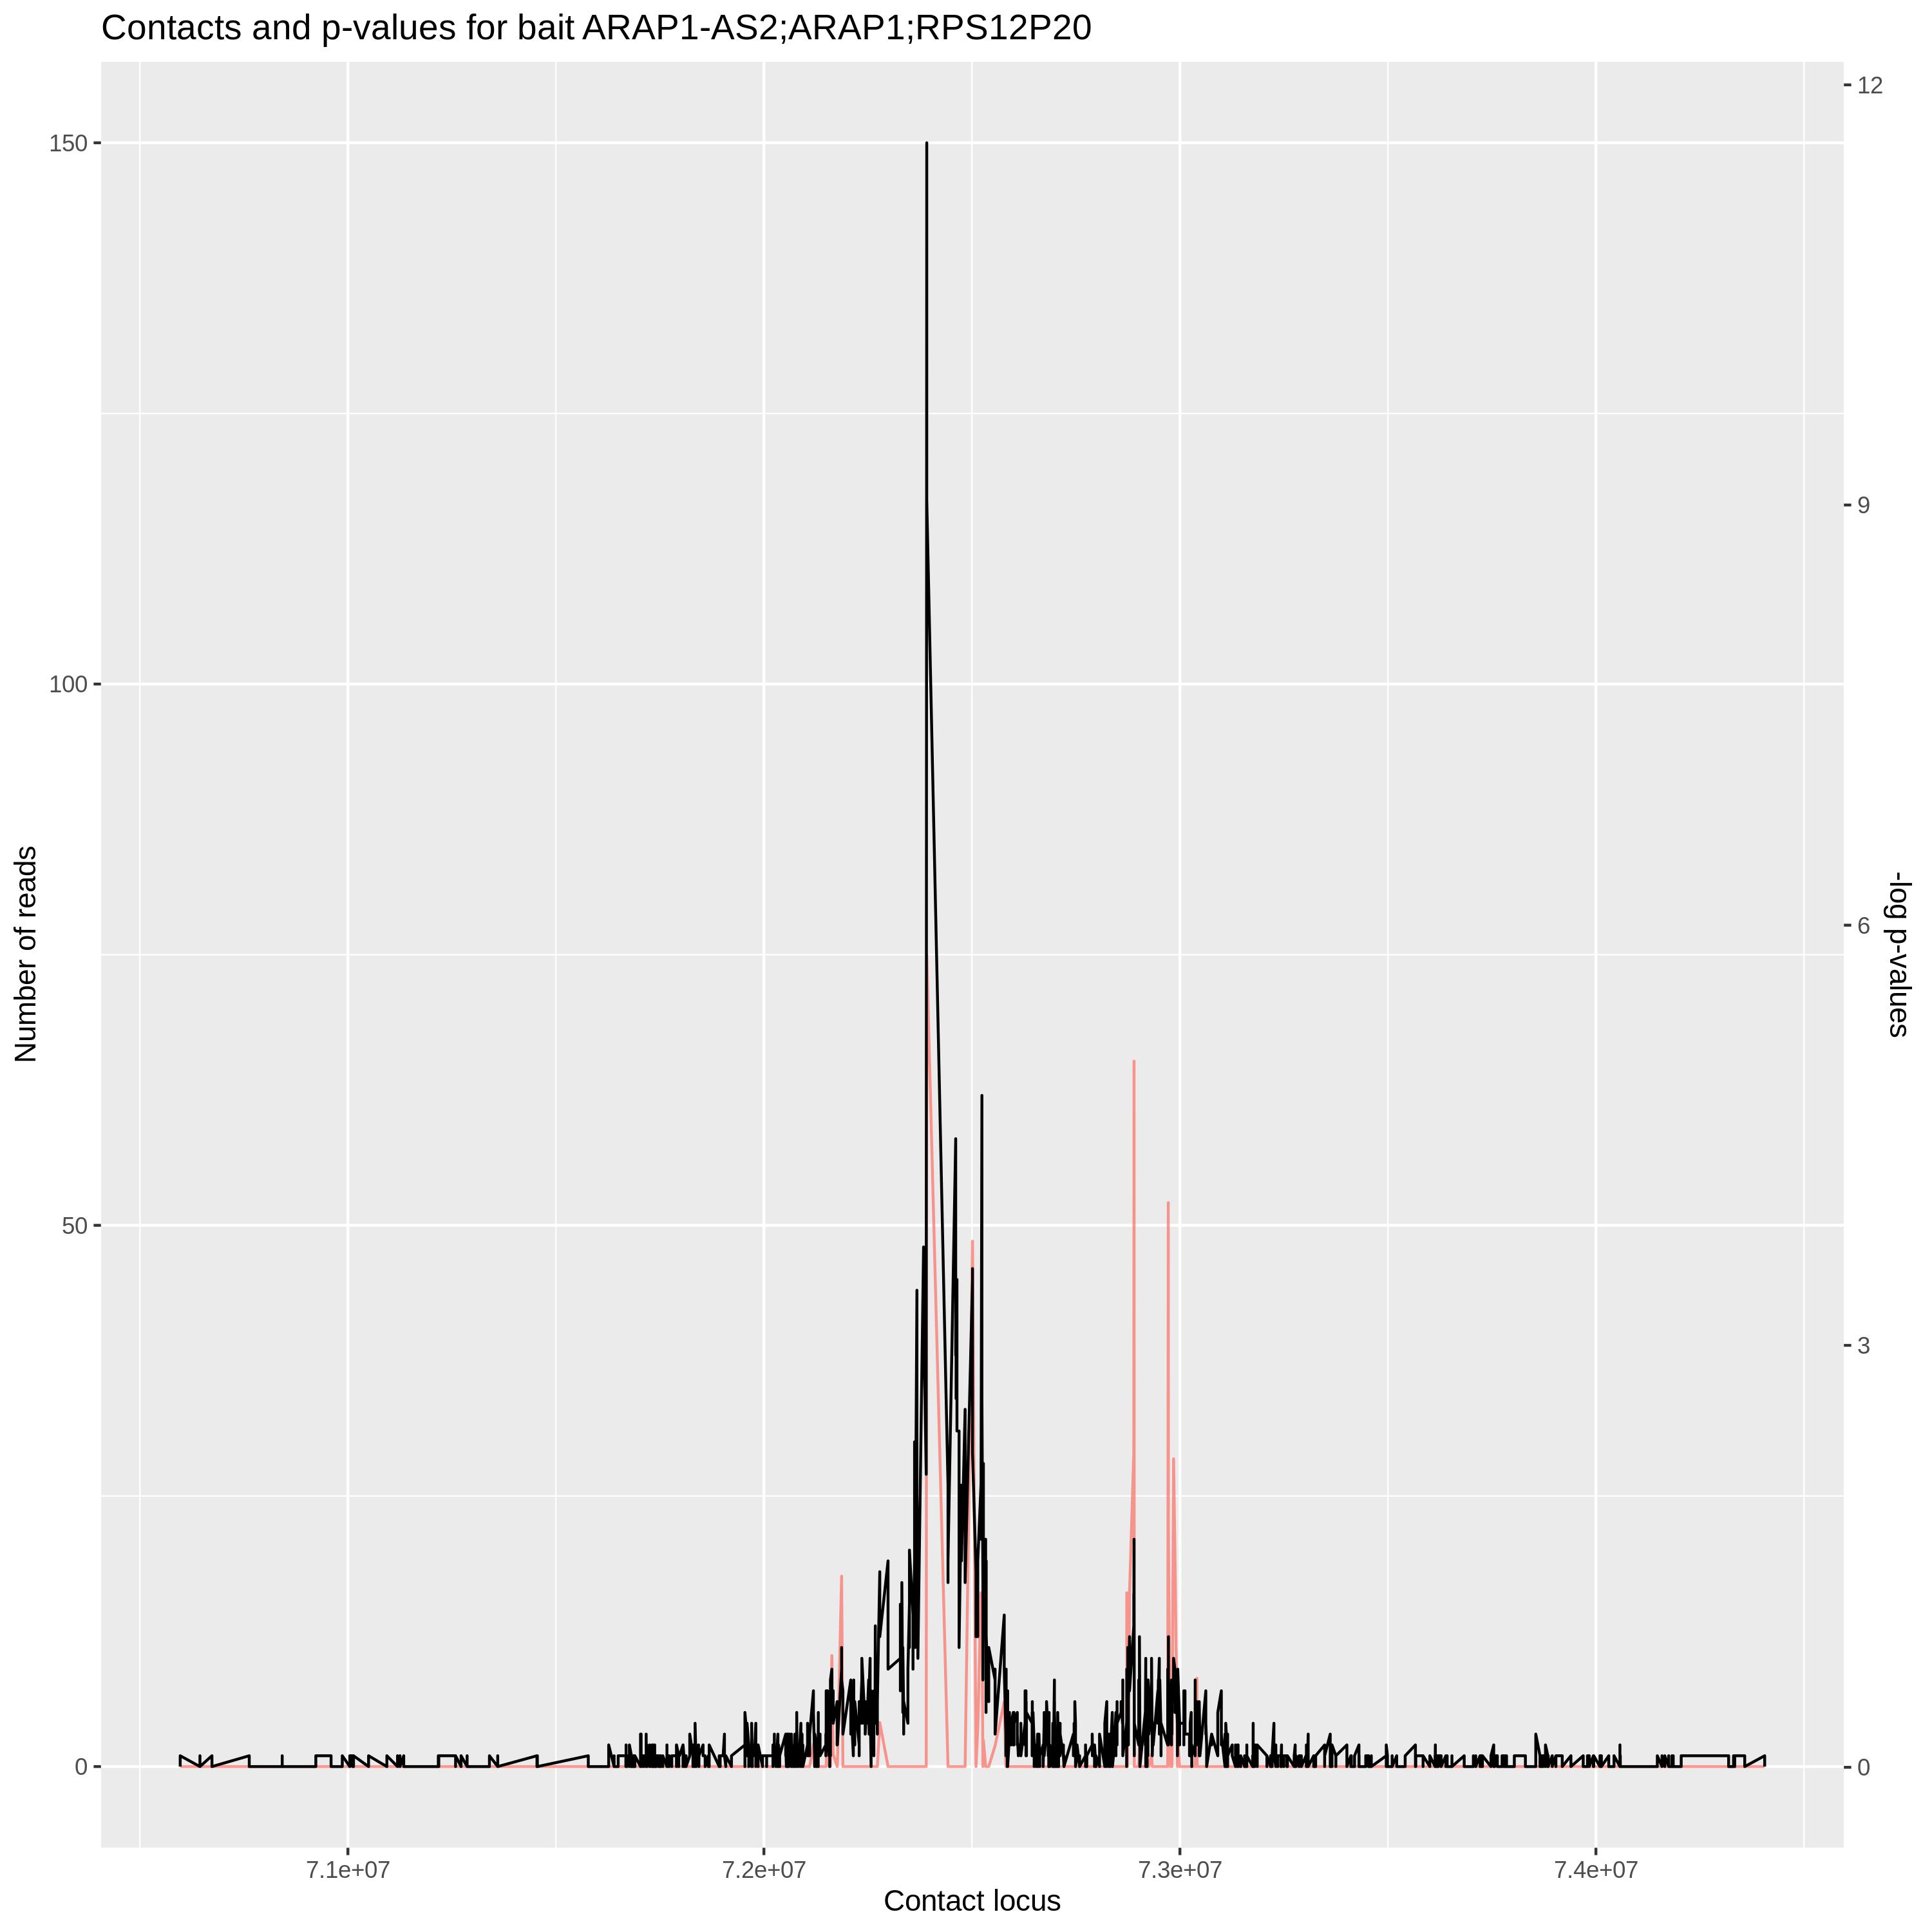 Contacts and p-values for bait ARAP1-AS2;ARAP1;RPS12P20
12
150
9
100
Number of reads
-log p-values
6
50
3
0
0
7.1e+07
7.2e+07
7.3e+07
7.4e+07
Contact locus